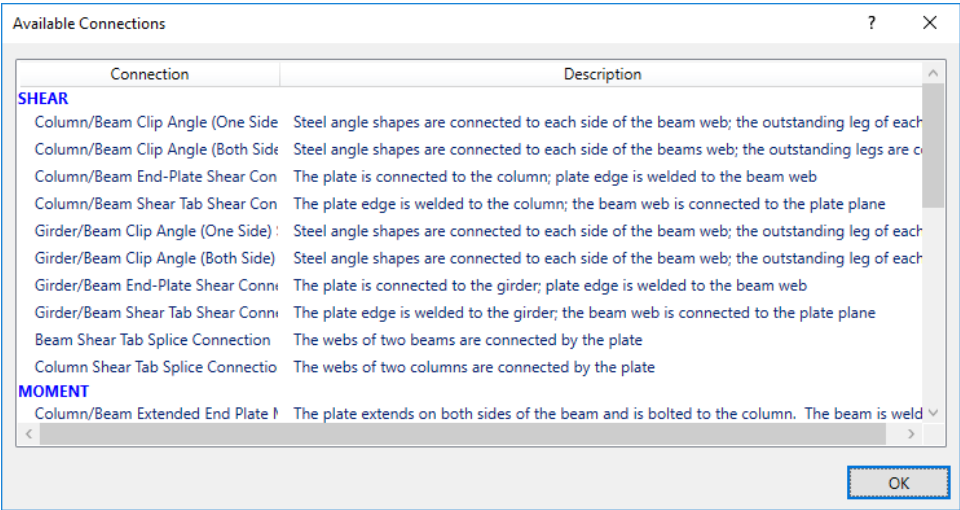 Available Connections ?
Connection Description
SHEAR
Column/Beam Clip Angle (One Side Steel angle shapes are connected to each side of the beam web; the outstanding leg of each
Column/Beam Clip Angle (Both Side Steel angle shapes are connected to each side of the beams web; the outstanding legs are c
Column/Beam End-Plate Shear Con The plate is connected to the column; plate edge is welded to the beam web
Column/Beam Shear Tab Shear Con The plate edge is welded to the column; the beam web is connected to the plate plane
Girder/Beam Clip Angle (One Side) Steel angle shapes are connected to each side of the beam web; the outstanding leg of each
Girder/Beam Clip Angle (Both Side) Steel angle shapes are connected to each side of the beam web; the outstanding leg of each
Girder/Beam End-Plate Shear Conn The plate is connected to the girder; plate edge is welded to the beam web
Girder/Beam Shear Tab Shear Conn The plate edge is welded to the girder; the beam web is connected to the plate plane
Beam Shear Tab Splice Connection The webs of two beams are connected by the plate
Column Shear Tab Splice Connectio The webs of two columns are connected by the plate
MOMENT
Column/Beam Extended End Plate The plate extends on both sides of the beam and is bolted to the column. The beam is weld
OK